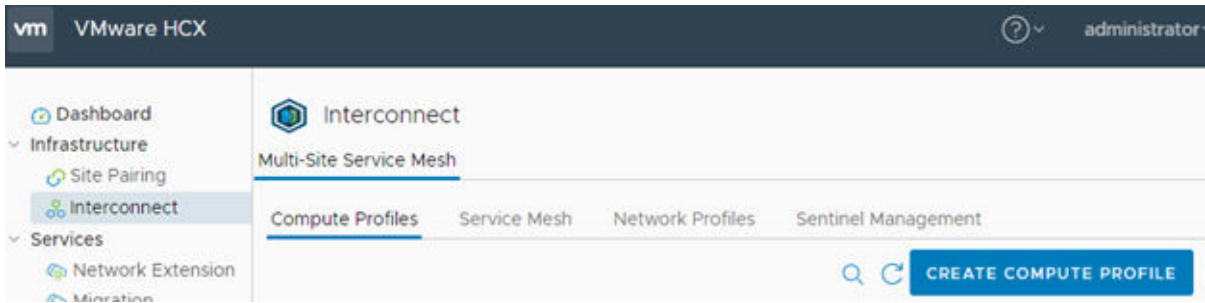 vm VMware HCX administrator
Dashboard
Infrastructure
Site Pairing
Interconnect
Services
Network Extension
Migration
Interconnect
Multi-Site Service Mesh
Compute Profiles Service Mesh Network Profiles Sentinel Management
CREATE COMPUTE PROFILE